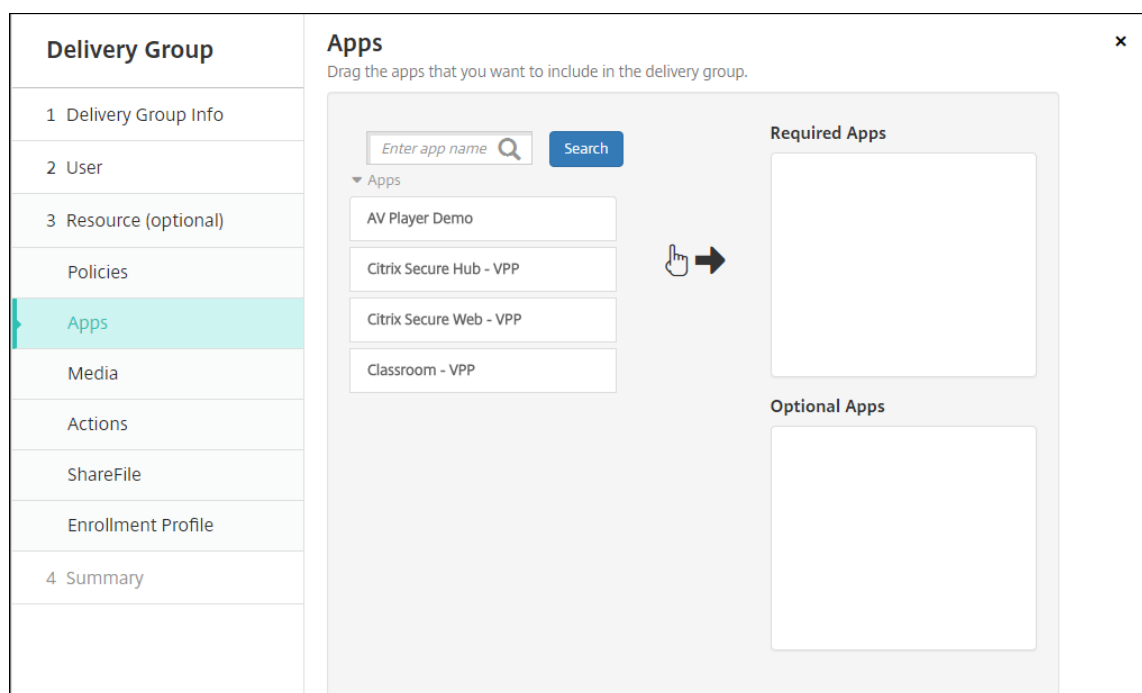 Delivery Group
1 Delivery Group Info
2 User
3 Resource (optional)
Policies
Apps
Media
Actions
ShareFile
Enrollment Profile
4 Summary
Apps
×
Drag the apps that you want to include in the delivery group.
Enter app name
Search
Apps
AV Player Demo
Citrix Secure Hub - VPP
Citrix Secure Web - VPP
Classroom - VPP
Required Apps
Optional Apps